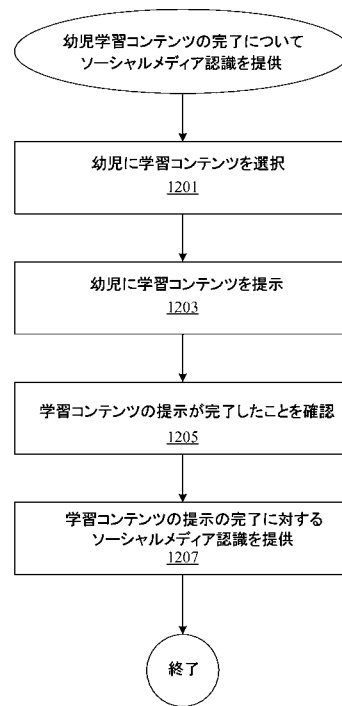 幼児学習コンテンツの完了について
ソーシャルメディア認識を提供
幼児に学習コンテンツを選択
1201
幼児に学習コンテンツを提示
1203
学習コンテンツの提示が完了したことを確認
1205
学習コンテンツの提示の完了に対する
ソーシャルメディア認識を提供
1207
終了